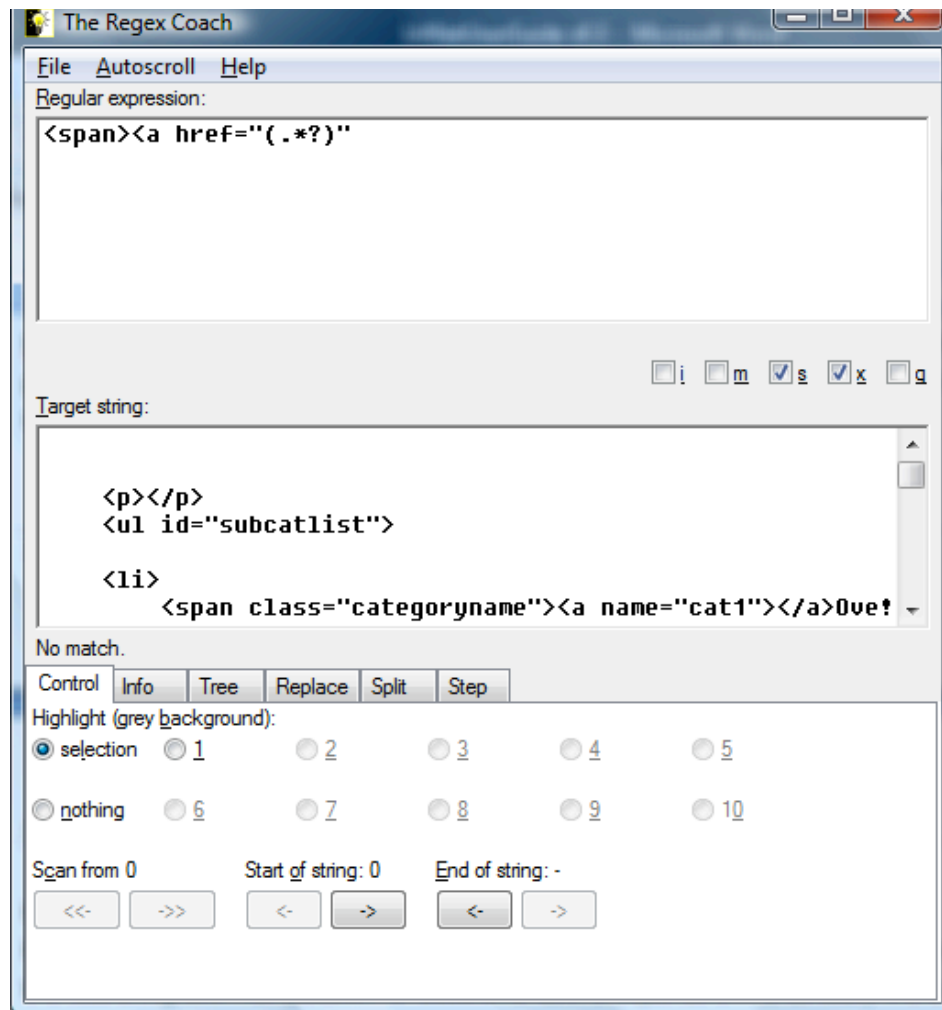 The Regex Coach
File Autoscroll Help
Regular expression:
<span><a href="(.*?)"
i m s x g
Target string:
<p></p>
<ul id="subcatlist">
<li>
<span class="categoryname"><a name="cat1"></a>Ove!
No match.
Control Info Tree Replace Split Step
Highlight (grey background):
selection 1 2 3 4 5
nothing 6 7 8 9 10
Scan from 0 Start of string: 0 End of string: -
<<- ->> <- -> <- ->